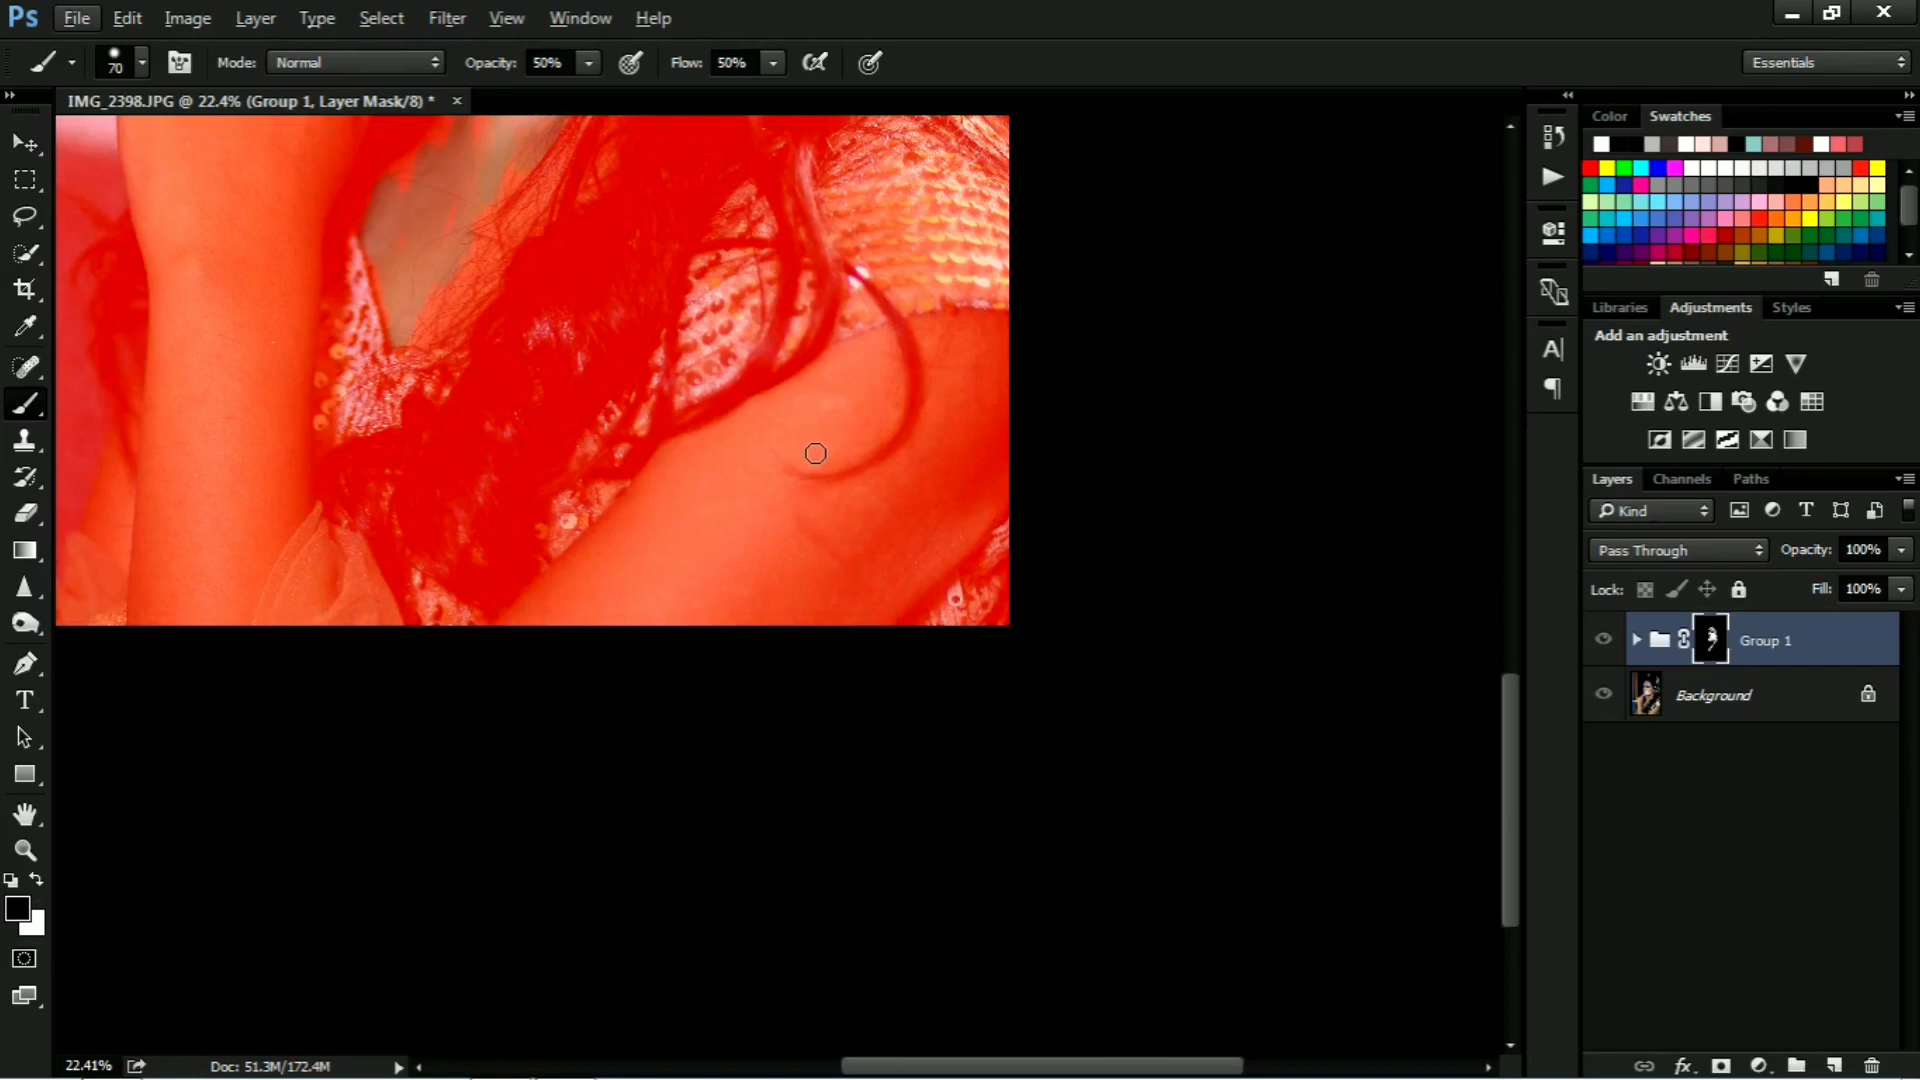 Ps File Edit Image Layer Type Select Filter View Window Help
70 Mode: Normal Opacity: 50% Flow: 50% Essentials
IMG_2398.JPG @ 22.4% (Group 1, Layer Mask/8) * ×
Color Swatches
Libraries Adjustments Styles
Add an adjustment
Layers Channels Paths
Kind
Pass Through Opacity: 100%
Lock: Fill: 100%
Group 1
Background
22.41% Doc: 51.3M/172.4M